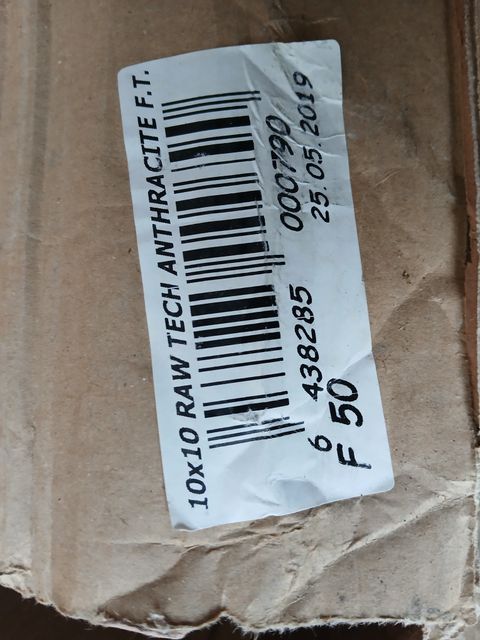 10x10 RAW TECH ANTHRACITE F.T.
6 438285 000790
F 50 25.05.2019